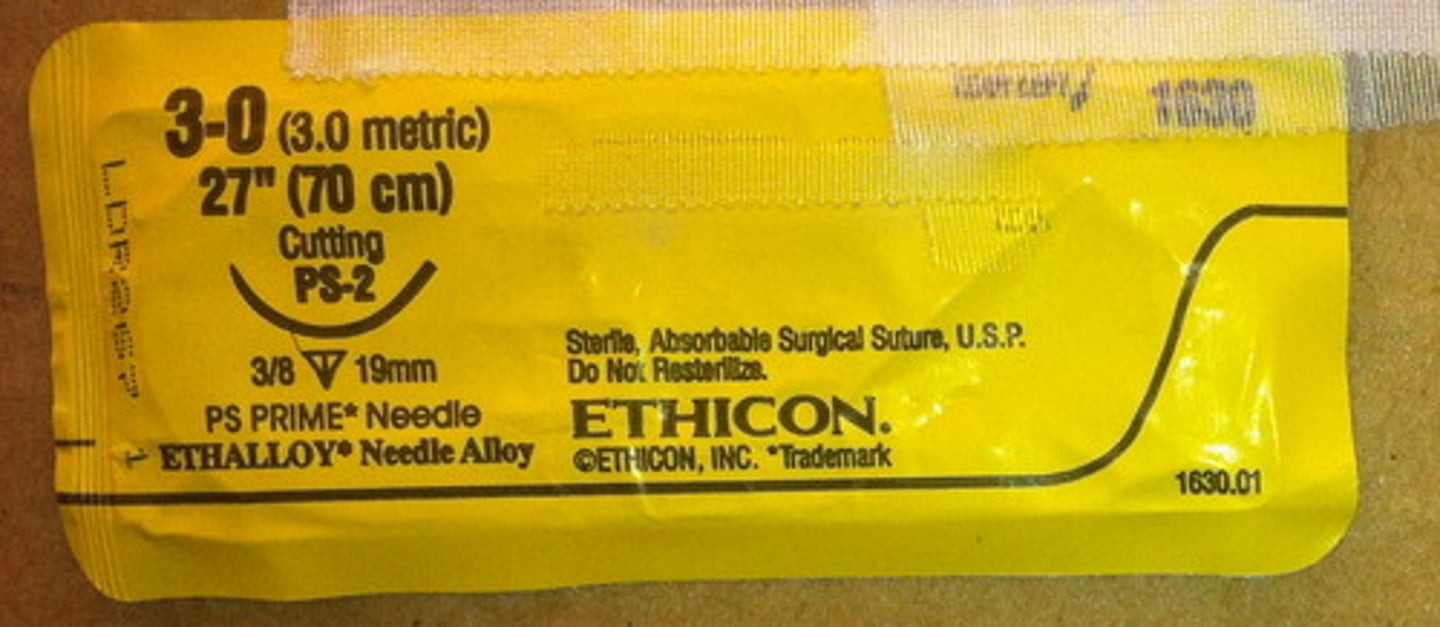 1630
3-0 (3.0 metric)
27" (70 cm)
Cutting
PS-2
3/8 19mm
PS PRIME* Needle
ETHALLOY* Needle Alloy
Sterile, Absorbable Surgical Suture, U.S.P.
Do Not Resterilize.
ETHICON.
©ETHICON, INC. *Trademark
1630.01